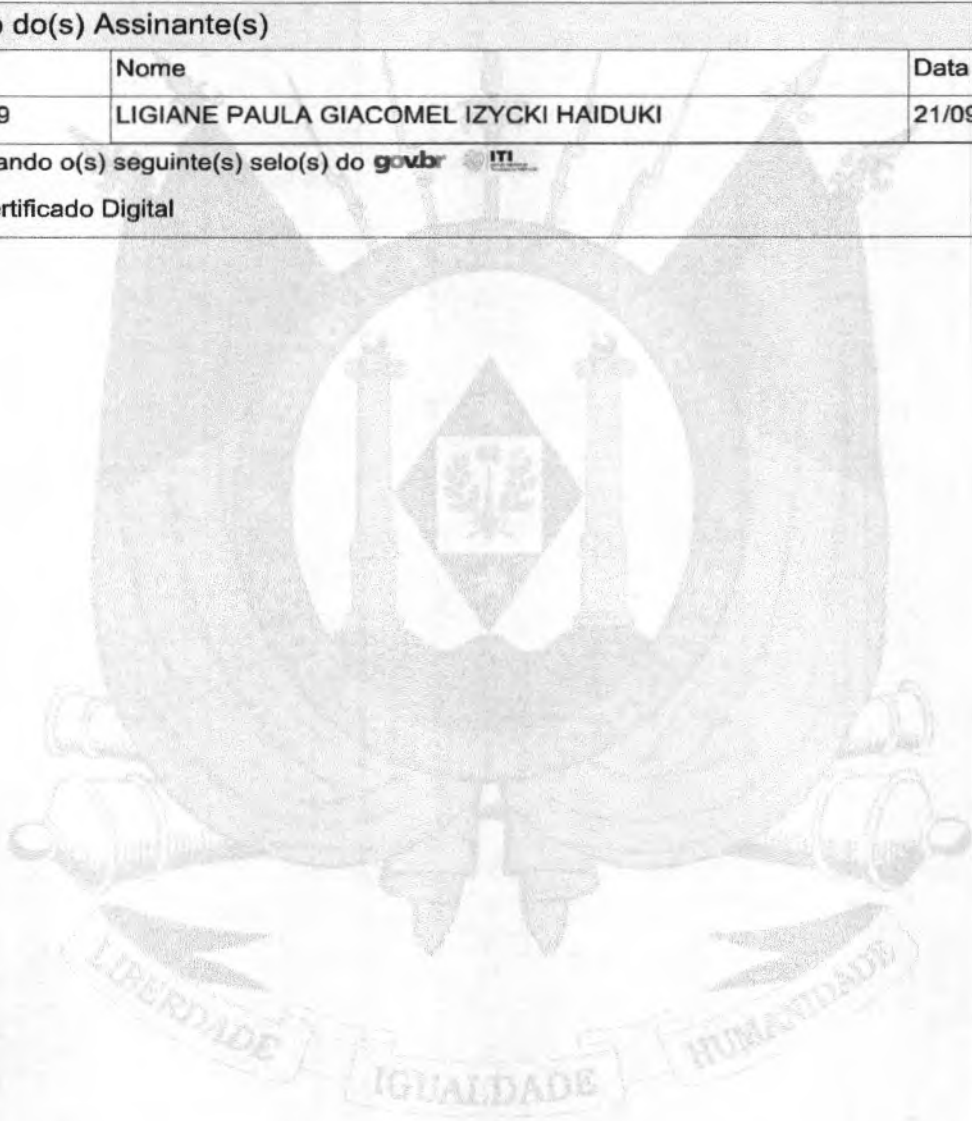 o do(s) Assinante(s)
Nome Data
9 LIGIANE PAULA GIACOMEL IZYCKI HAIDUKI 21/09
ando o(s) seguinte(s) selo(s) do gov.br ITI
rtificado Digital
LIBERDADE IGUALDADE HUMANIDADE